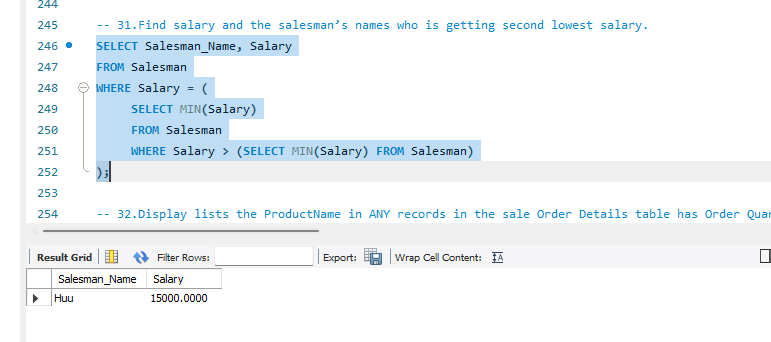 244
245 -- 31.Find salary and the salesman’s names who is getting second lowest salary.
246 SELECT Salesman_Name, Salary
247 FROM Salesman
248 WHERE Salary = (
249 SELECT MIN(Salary)
250 FROM Salesman
251 WHERE Salary > (SELECT MIN(Salary) FROM Salesman)
252 );
253
254 -- 32.Display lists the ProductName in ANY records in the sale Order Details table has Order Quan
Result Grid Filter Rows: Export: Wrap Cell Content:
Salesman_Name Salary
Huu 15000.0000